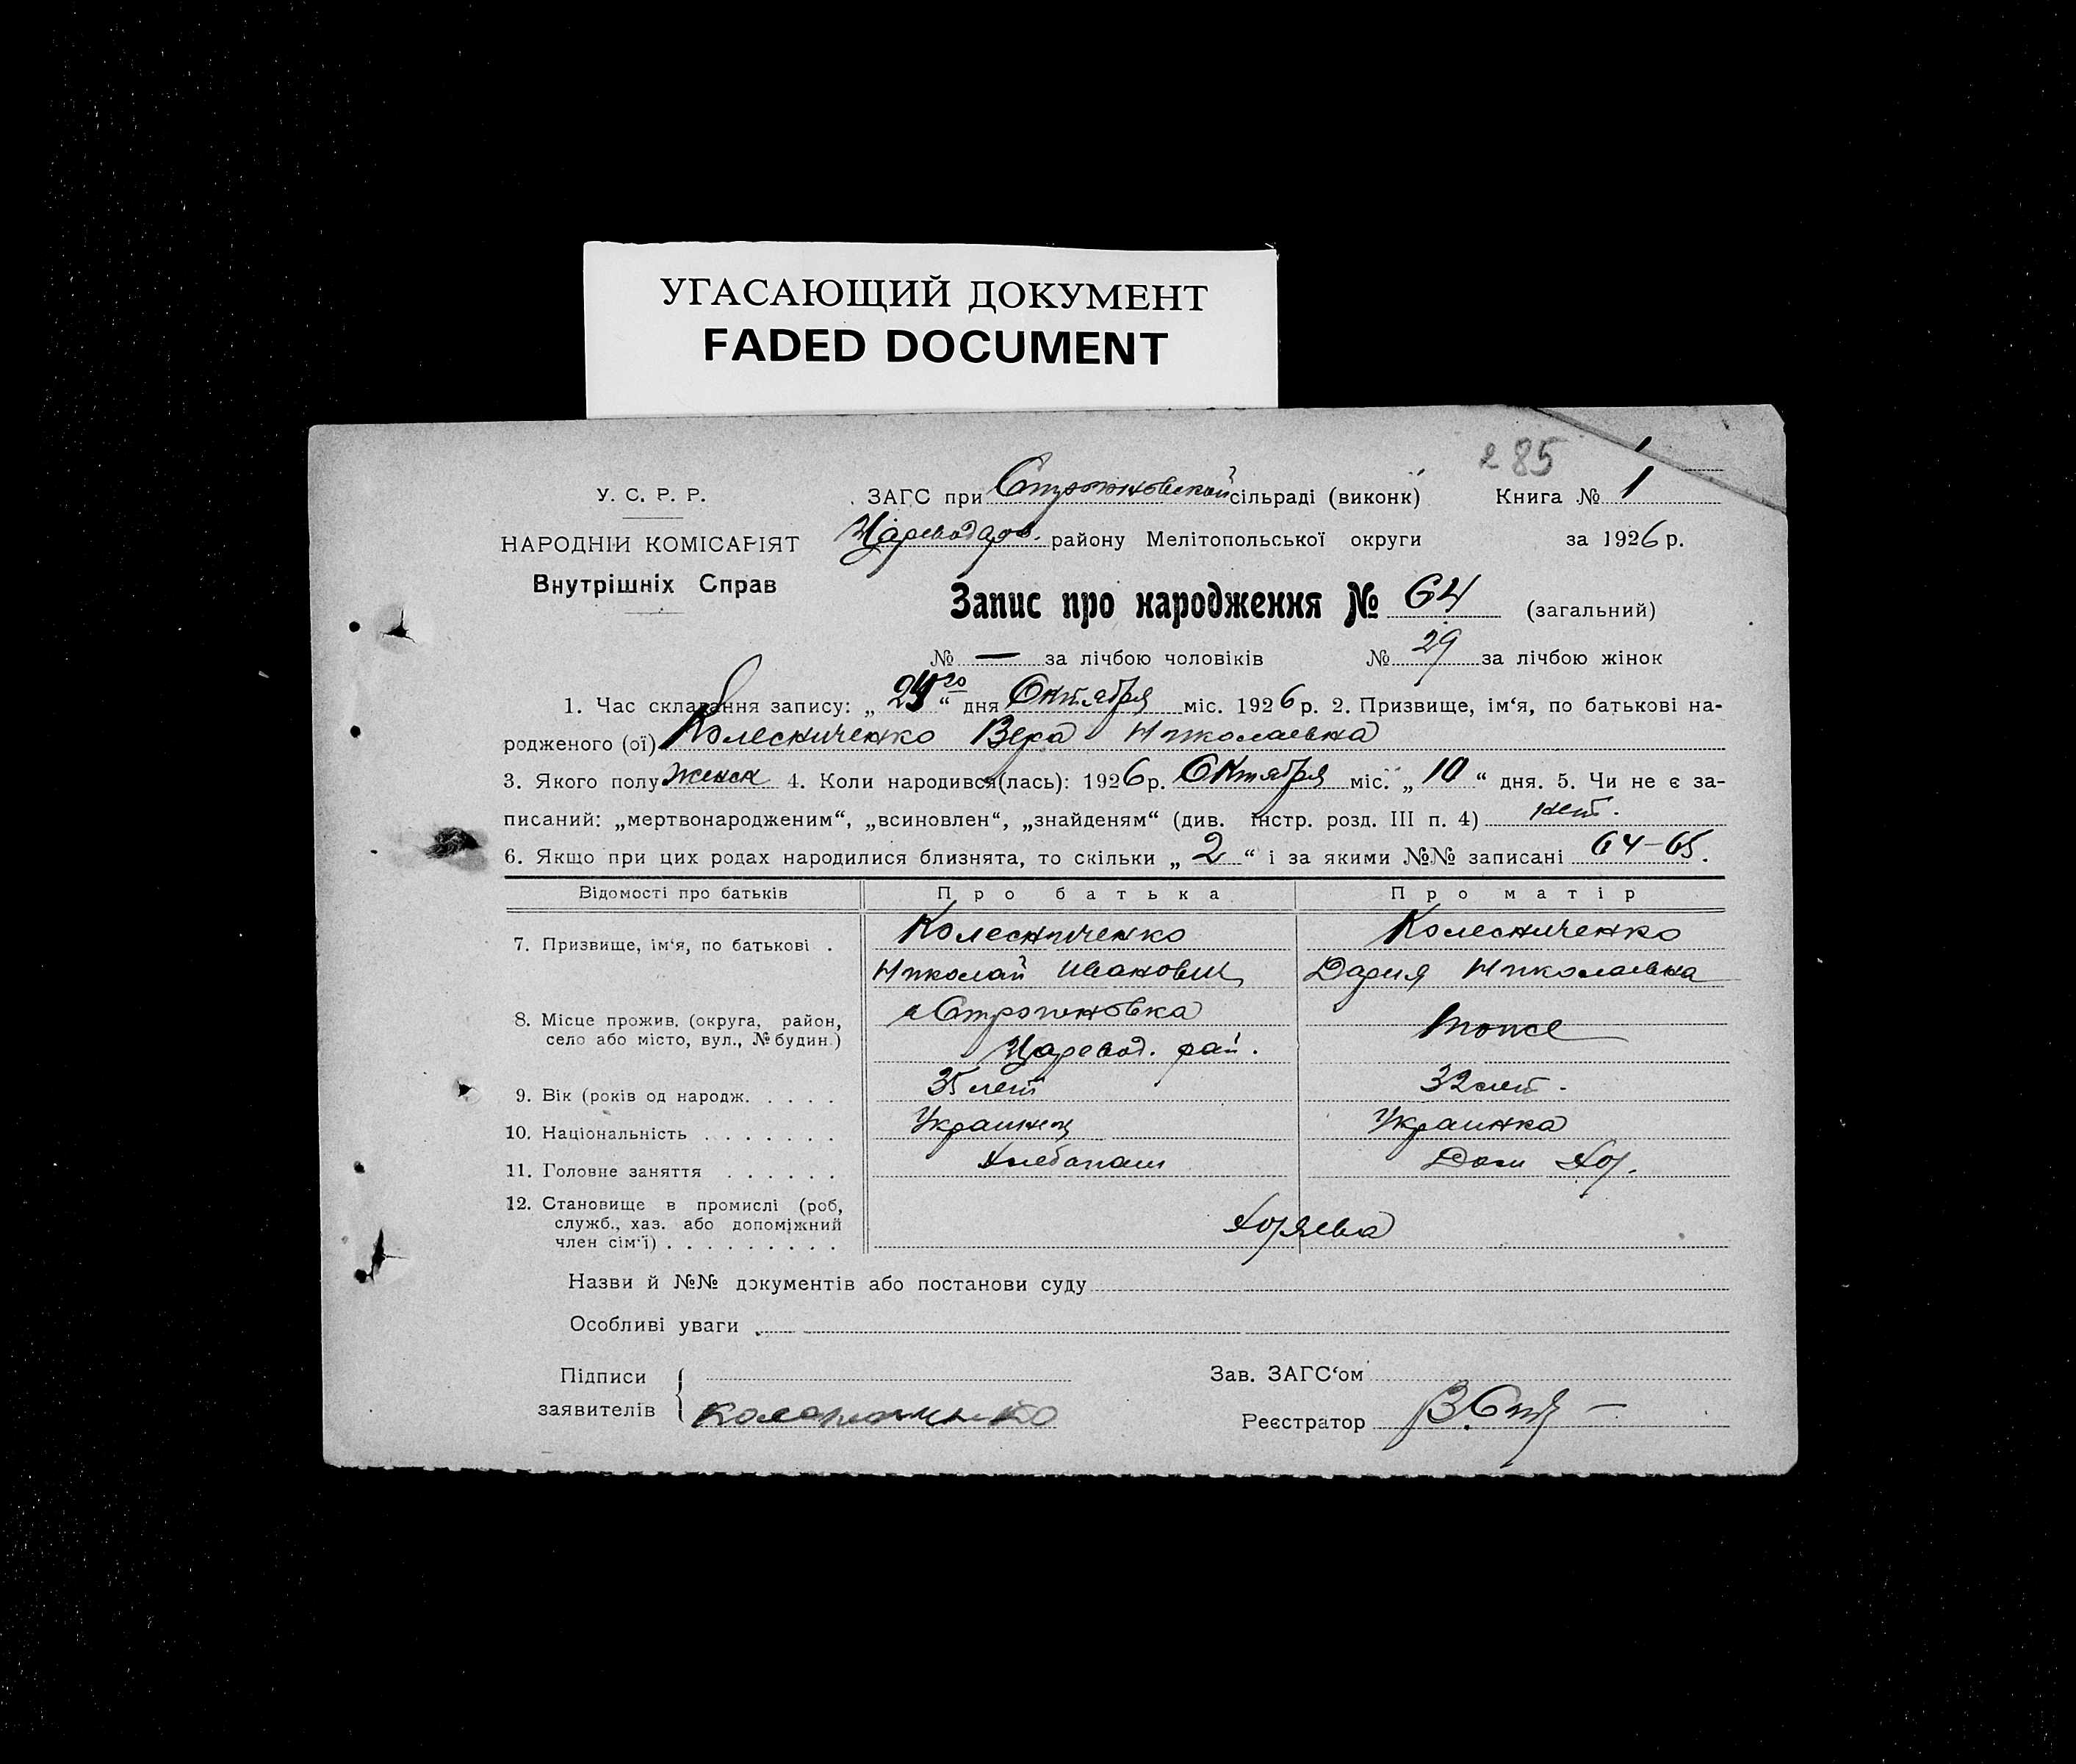 УГАСАЮЩИЙ ДОКУМЕНТ
FADED DOCUMENT
285
1
У. С. Р. Р.
ЗАГС при Строгановской сільраді (виконк)
Книга № 1
НАРОДНІИ КОМІСАРІЯТ
Цареводаров. району Мелітопольської округи
за 1926 р.
Внутрішніх Справ
Запис про народження № 64 (загальний)
№ — за лічбою чоловіків № 29 за лічбою жінок
1. Час складання запису: „ 24го “ дня Октября міс. 1926 р. 2. Призвище, ім‘я, по батькові на-
родженого (ої) Колесниченко Вера Николаевна
3. Якого полу женск 4. Коли народився(лась): 1926 р. Октября міс. „ 10 “ дня. 5. Чи не є за-
писаний: „мертвонародженим“, „всиновлен“, „знайденям“ (див. інстр. розд. III п. 4) нет.
6. Якщо при цих родах народилися близнята, то скільки „ 2 “ і за якими №№ записані 64-65.
Відомості про батьків Про батька Про матір
7. Призвище, ім‘я, по батькові . Колесниченко Колесниченко
Николай Иванович Дария Николаевна
8. Місце прожив. (округа, район,
село або місто, вул., № будин.)
Царевод. рай. тоже
9. Вік (років од народж. . . . . 35 лет 32 лет.
10. Національність . . . . . . . Украинец Украинка
11. Головне заняття . . . . . . Хлебопаш Дом Хоз.
12. Становище в промислі (роб,
служб., хаз. або допоміжний
член сім‘ї) . . . . . . . . . Хозяева
Назви й №№ документів або постанови суду
Особливі уваги
Підписи
заявителів
Зав. ЗАГС‘ом
Реєстратор